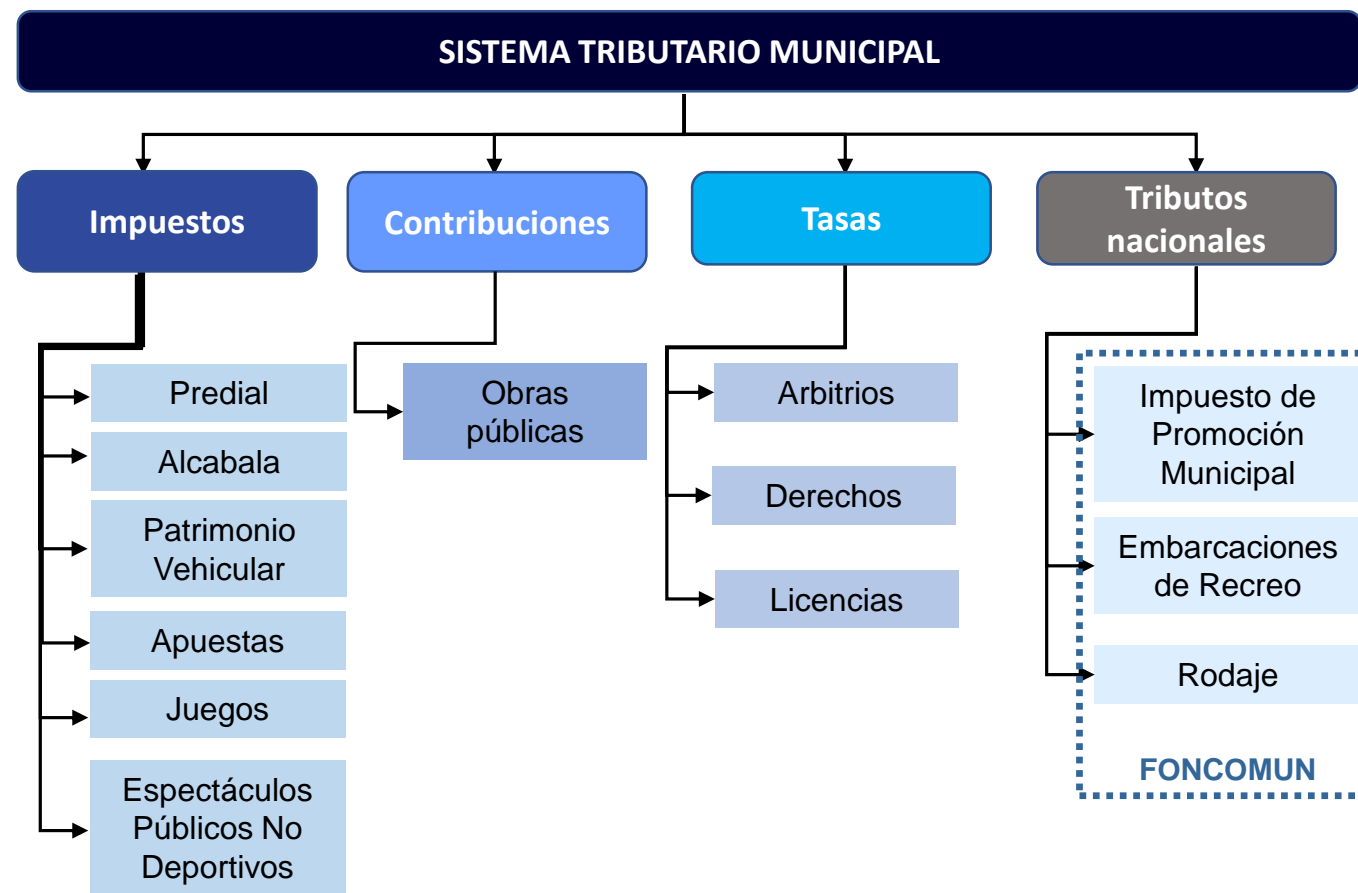 SISTEMA TRIBUTARIO MUNICIPAL
Impuestos
Contribuciones
Tasas
Tributos
nacionales
Predial
Alcabala
Patrimonio
Vehicular
Apuestas
Juegos
Espectáculos
Públicos No
Deportivos
Obras
públicas
Arbitrios
Derechos
Licencias
Impuesto de
Promoción
Municipal
Embarcaciones
de Recreo
Rodaje
FONCOMUN